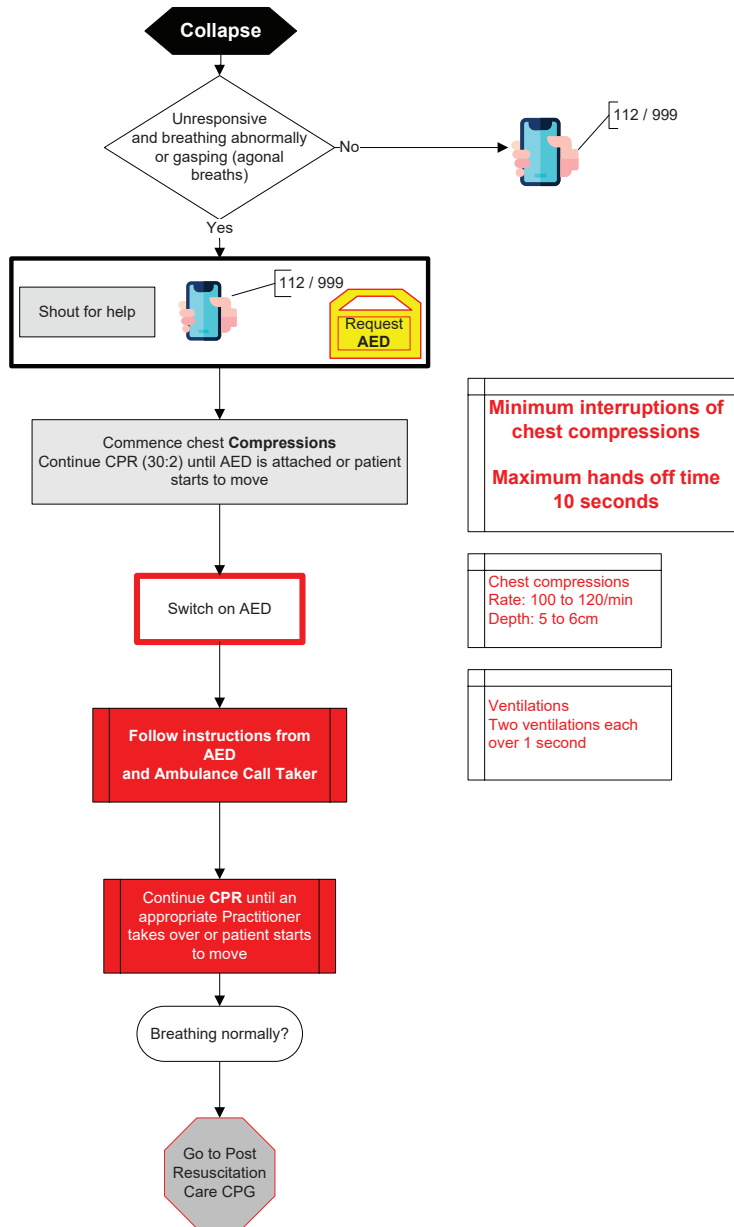 Collapse
Unresponsive
and breathing abnormally
or gasping (agonal
breaths)
No
112 / 999
Yes
Shout for help
112 / 999
Request
AED
Commence chest Compressions
Continue CPR (30:2) until AED is attached or patient
starts to move
Minimum interruptions of
chest compressions
Maximum hands off time
10 seconds
Switch on AED
Chest compressions
Rate: 100 to 120/min
Depth: 5 to 6cm
Follow instructions from
AED
and Ambulance Call Taker
Ventilations
Two ventilations each
over 1 second
Continue CPR until an
appropriate Practitioner
takes over or patient starts
to move
Breathing normally?
Go to Post
Resuscitation
Care CPG